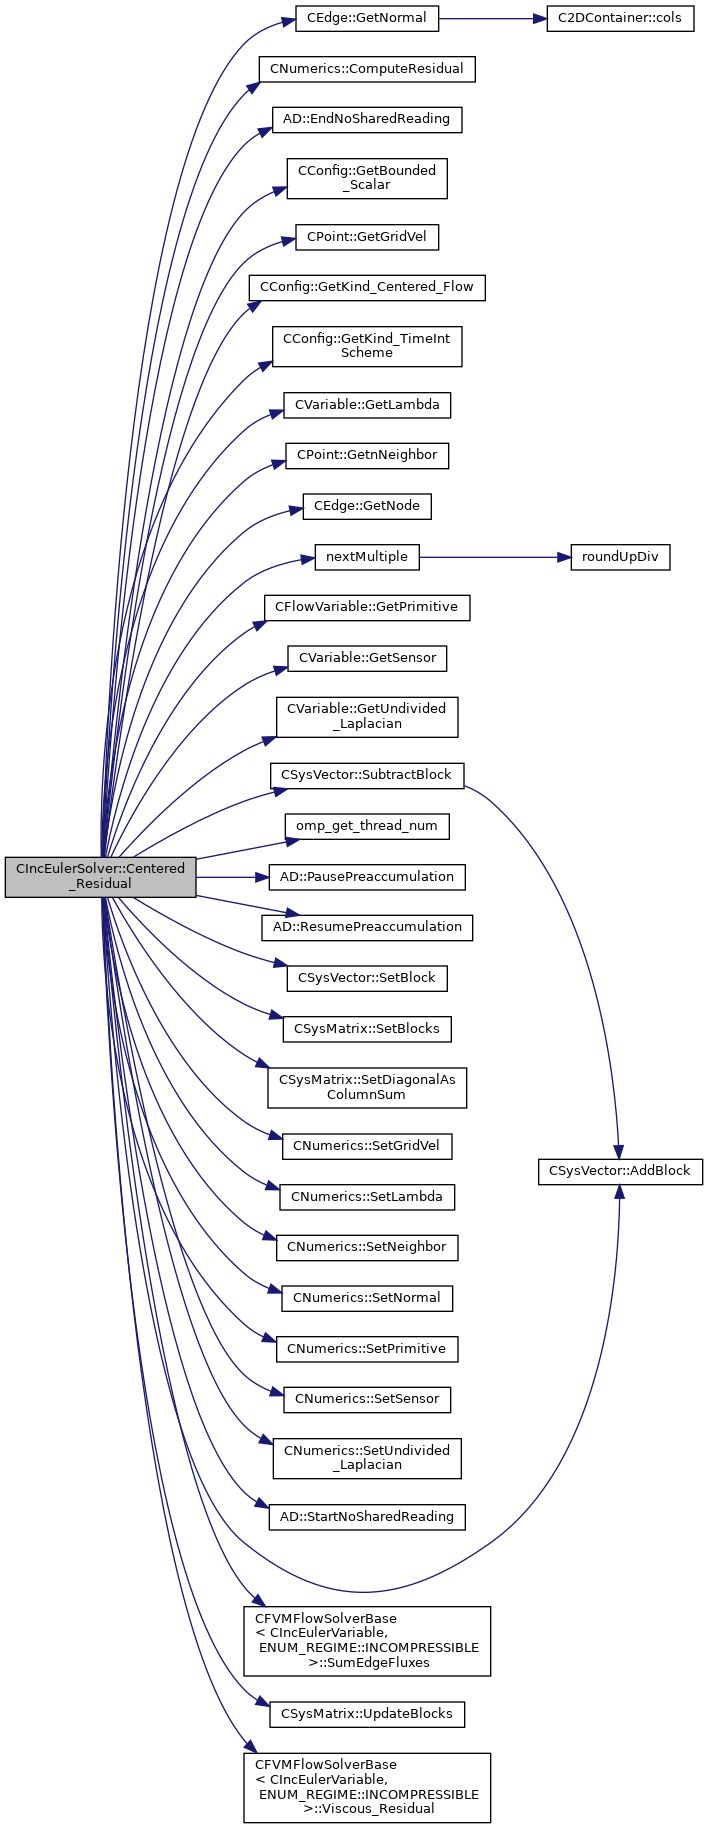 CEdge::GetNormal
C2DContainer::cols
CNumerics::ComputeResidual
AD::EndNoSharedReading
CConfig::GetBounded
_Scalar
CPoint::GetGridVel
CConfig::GetKind_Centered_Flow
CConfig::GetKind_TimeInt
Scheme
CVariable::GetLambda
CPoint::GetnNeighbor
CEdge::GetNode
nextMultiple
roundUpDiv
CFlowVariable::GetPrimitive
CVariable::GetSensor
CVariable::GetUndivided
_Laplacian
CSysVector::SubtractBlock
omp_get_thread_num
CIncEulerSolver::Centered
_Residual
AD::PausePreaccumulation
AD::ResumePreaccumulation
CSysVector::SetBlock
CSysMatrix::SetBlocks
CSysMatrix::SetDiagonalAs
ColumnSum
CNumerics::SetGridVel
CSysVector::AddBlock
CNumerics::SetLambda
CNumerics::SetNeighbor
CNumerics::SetNormal
CNumerics::SetPrimitive
CNumerics::SetSensor
CNumerics::SetUndivided
_Laplacian
AD::StartNoSharedReading
CFVMFlowSolverBase
< CIncEulerVariable,
ENUM_REGIME::INCOMPRESSIBLE
>::SumEdgeFluxes
CSysMatrix::UpdateBlocks
CFVMFlowSolverBase
< CIncEulerVariable,
ENUM_REGIME::INCOMPRESSIBLE
>::Viscous_Residual